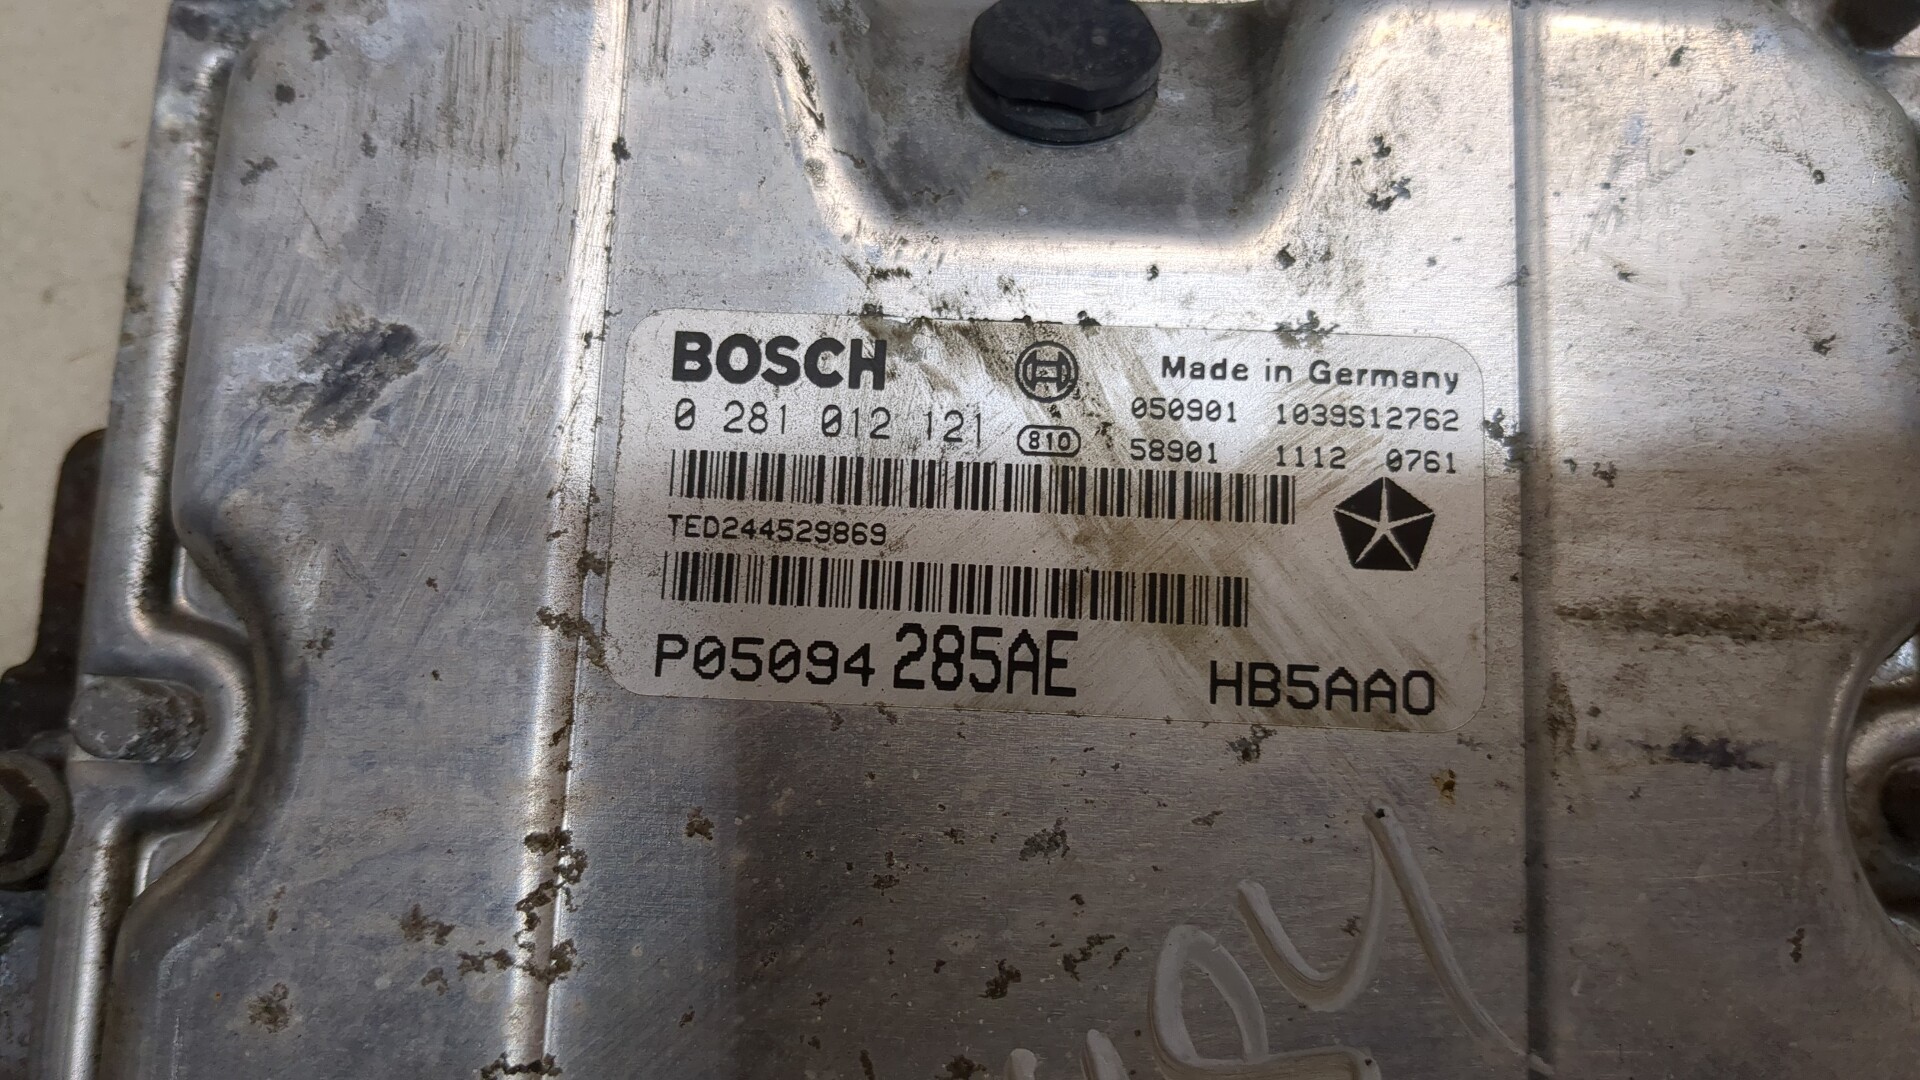 BOSCH Made in Germany
0 281 012 121 810 050901 1039S12762
58901 1112 0761
TED244529869
P05094 285AE HB5AA0